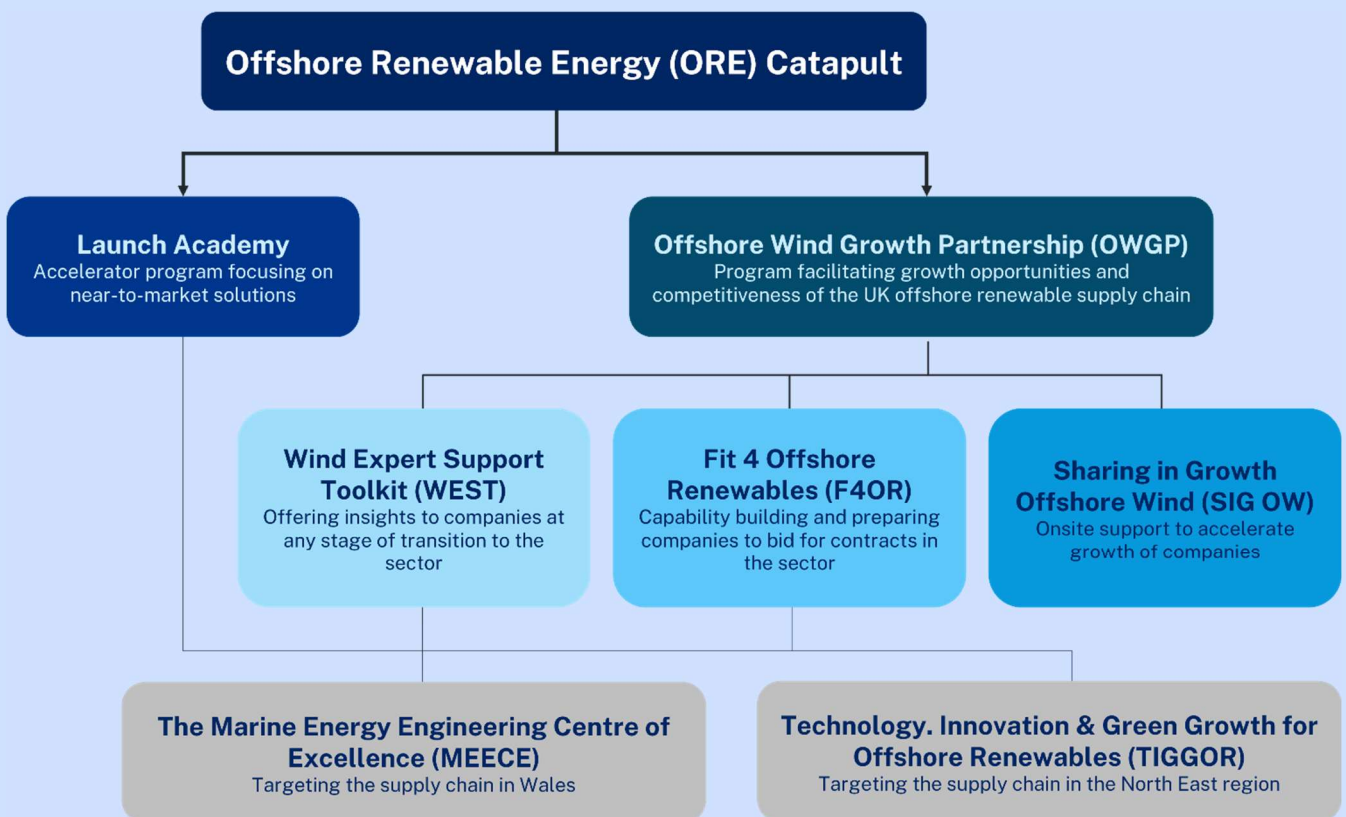 Offshore Renewable Energy (ORE) Catapult
Launch Academy
Accelerator program focusing on
near-to-market solutions
Offshore Wind Growth Partnership (OWGP)
Program facilitating growth opportunities and
competitiveness of the UK offshore renewable supply chain
Wind Expert Support
Toolkit (WEST)
Offering insights to companies at
any stage of transition to the
sector
Fit 4 Offshore
Renewables (F4OR)
Capability building and preparing
companies to bid for contracts in
the sector
Sharing in Growth
Offshore Wind (SIG OW)
Onsite support to accelerate
growth of companies
The Marine Energy Engineering Centre of
Excellence (MEECE)
Targeting the supply chain in Wales
Technology. Innovation & Green Growth for
Offshore Renewables (TIGGOR)
Targeting the supply chain in the North East region